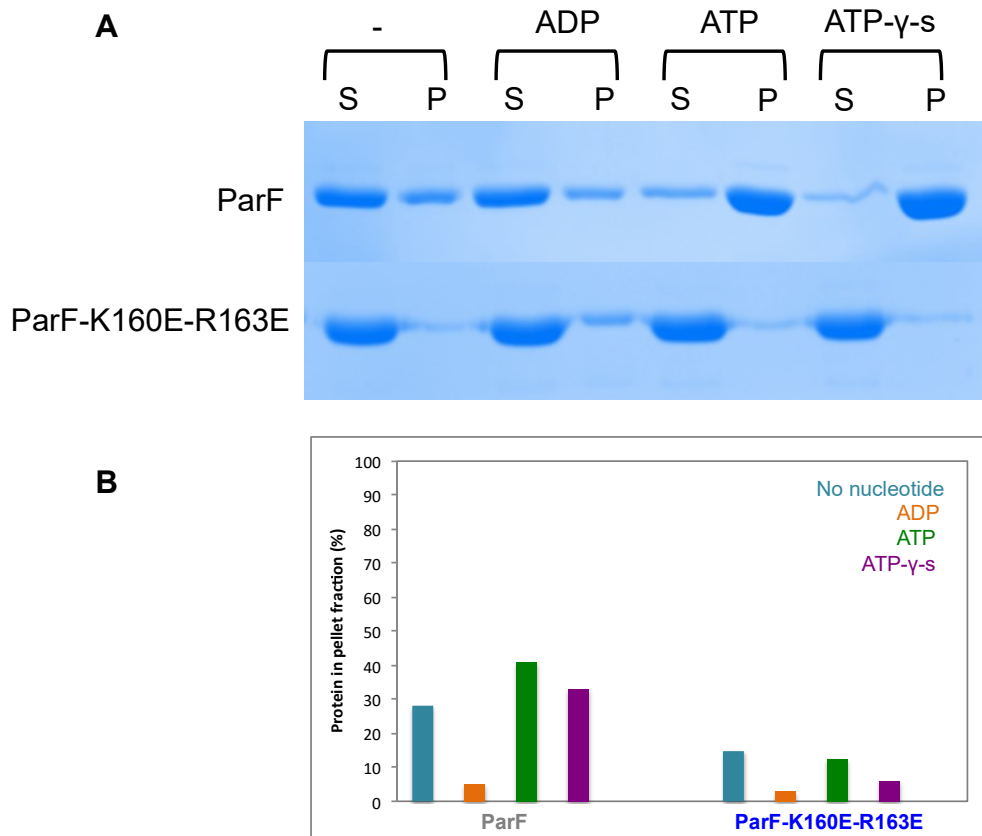 A
- ADP ATP ATP-γ-s
S P S P S P S P
ParF
ParF-K160E-R163E
B
Protein in pellet fraction (%)
100
90
80
70
60
50
40
30
20
10
0
No nucleotide
ADP
ATP
ATP-γ-s
ParF ParF-K160E-R163E